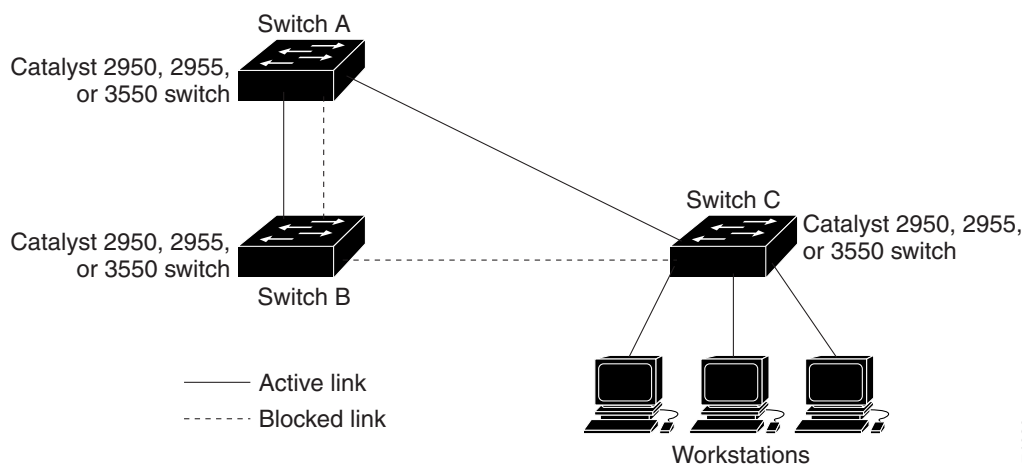 Switch A
Catalyst 2950, 2955,
or 3550 switch
Switch C
Catalyst 2950, 2955,
or 3550 switch
Catalyst 2950, 2955,
or 3550 switch
Switch B
Active link
Blocked link
Workstations